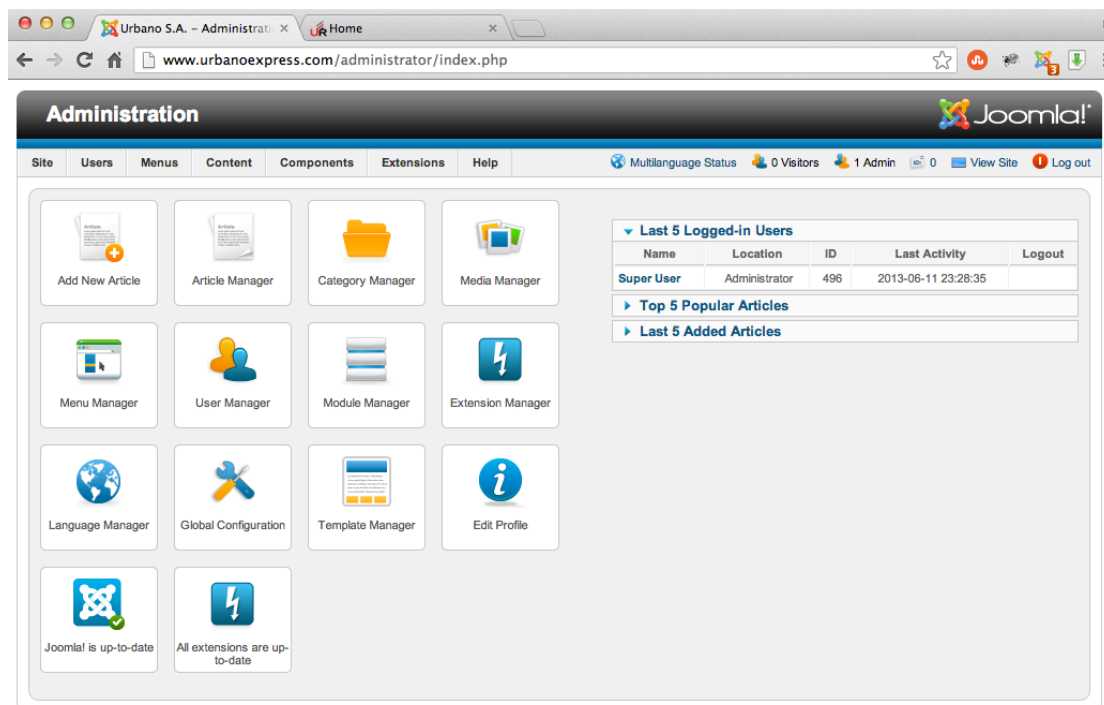 Urbano S.A. – Administrati
Home
www.urbanoexpress.com/administrator/index.php
3
Administration
Joomla!
Site Users Menus Content Components Extensions Help
Multilanguage Status 0 Visitors 1 Admin 0 View Site Log out
Add New Article
Article Manager
Category Manager
Media Manager
Last 5 Logged-in Users
Name Location ID Last Activity Logout
Super User Administrator 496 2013-06-11 23:28:35
Top 5 Popular Articles
Last 5 Added Articles
Menu Manager
User Manager
Module Manager
Extension Manager
Language Manager
Global Configuration
Template Manager
Edit Profile
Joomla! is up-to-date
All extensions are up-
to-date